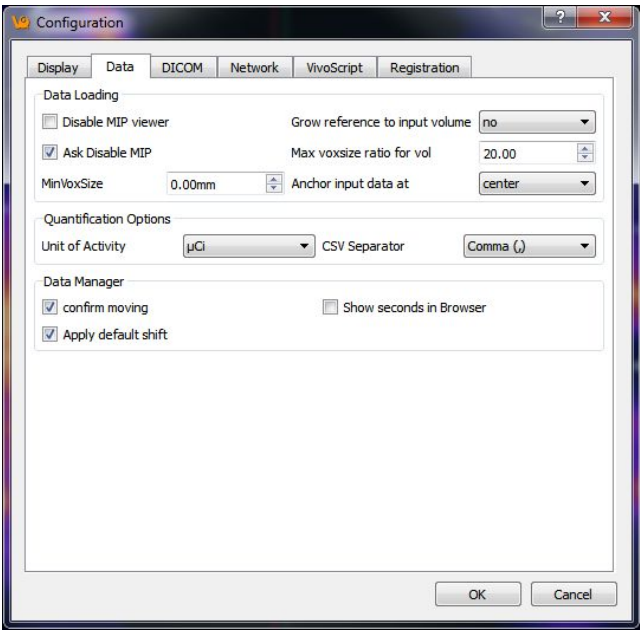 Configuration
Display Data DICOM Network VivoScript Registration
Data Loading
Disable MIP viewer Grow reference to input volume no
Ask Disable MIP Max voxsize ratio for vol 20.00
MinVoxSize 0.00mm Anchor input data at center
Quantification Options
Unit of Activity µCi CSV Separator Comma (,)
Data Manager
confirm moving Show seconds in Browser
Apply default shift
OK Cancel